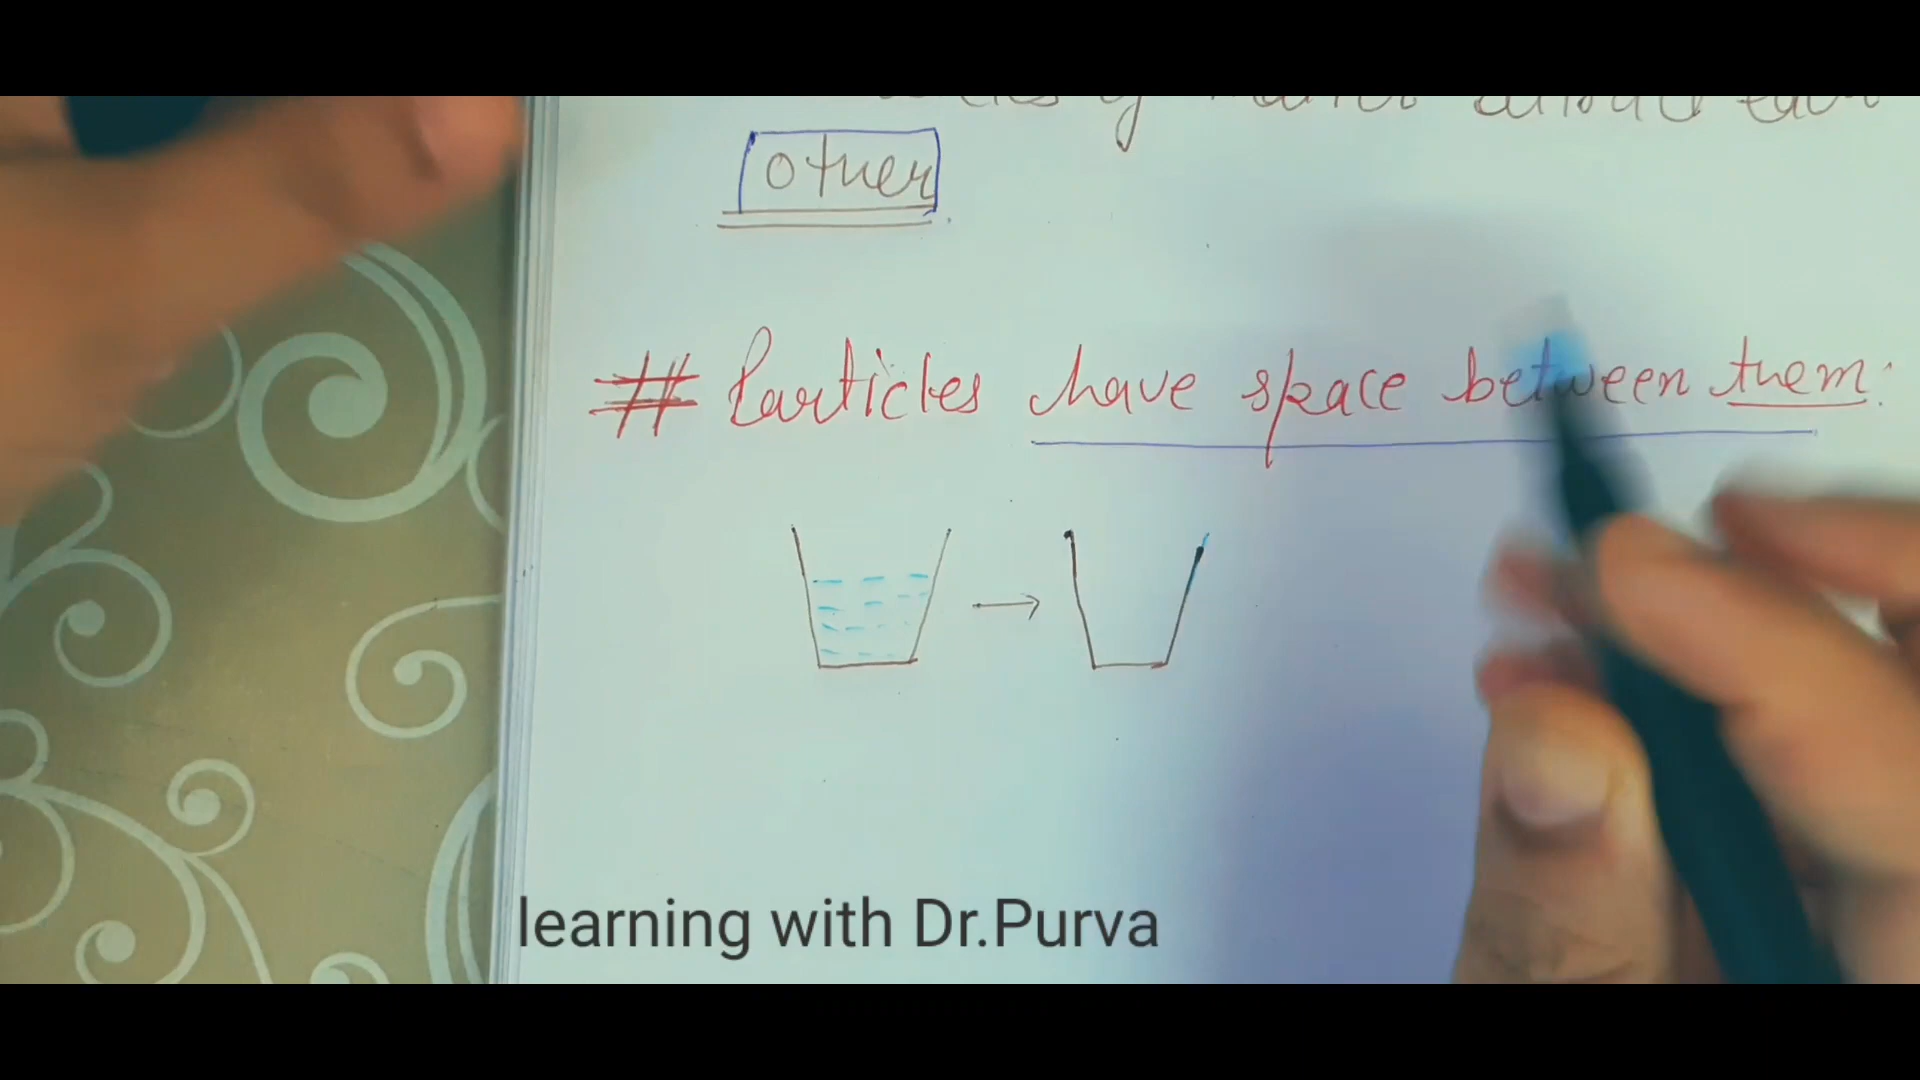 other
# Particles have space between them.
learning with Dr.Purva